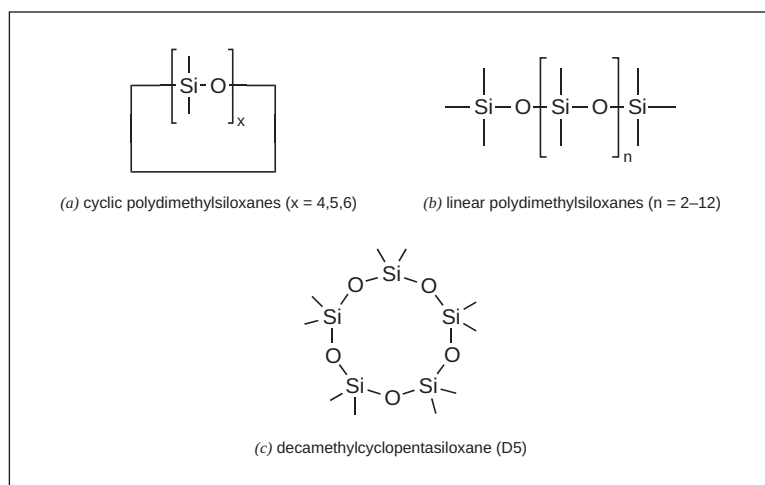 Si O
x
Si O Si O Si
n
(a) cyclic polydimethylsiloxanes (x = 4,5,6)
(b) linear polydimethylsiloxanes (n = 2–12)
Si
O O
Si Si
O O
Si Si
O
(c) decamethylcyclopentasiloxane (D5)